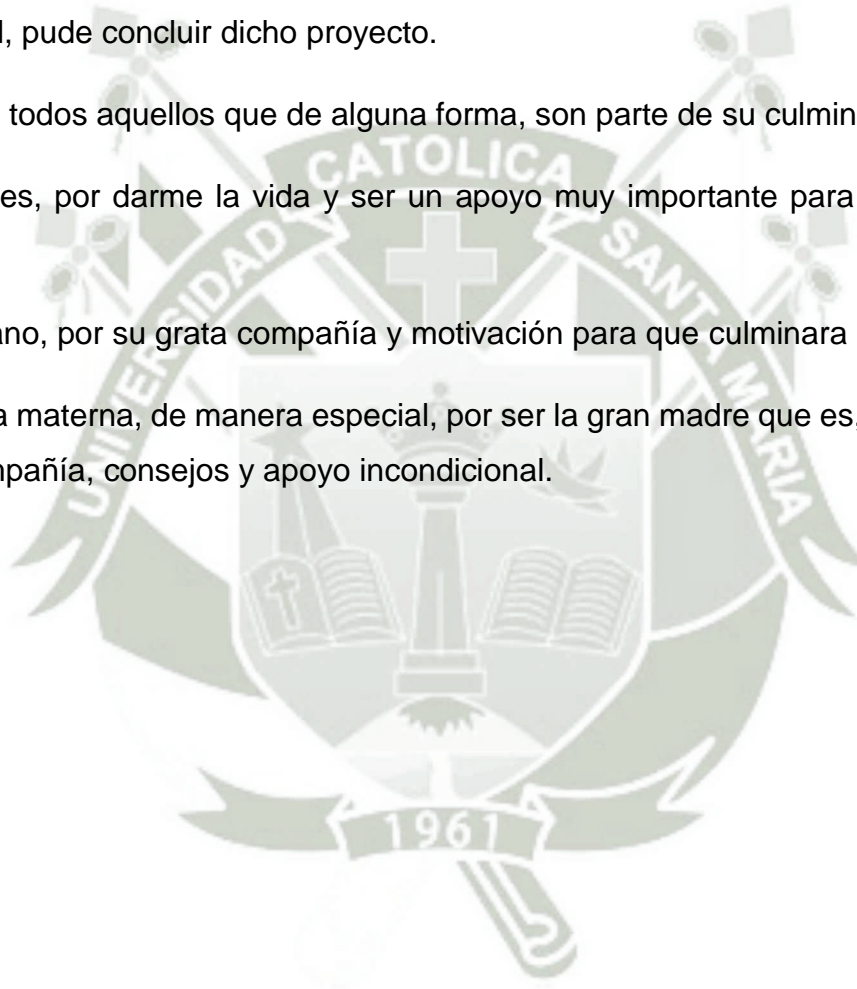 l, pude concluir dicho proyecto.
todos aquellos que de alguna forma, son parte de su culmin
es, por darme la vida y ser un apoyo muy importante para
ano, por su grata compañía y motivación para que culminara
a materna, de manera especial, por ser la gran madre que es,
mpañía, consejos y apoyo incondicional.
UNIVERSIDAD CATOLICA SANTA MARIA
1961